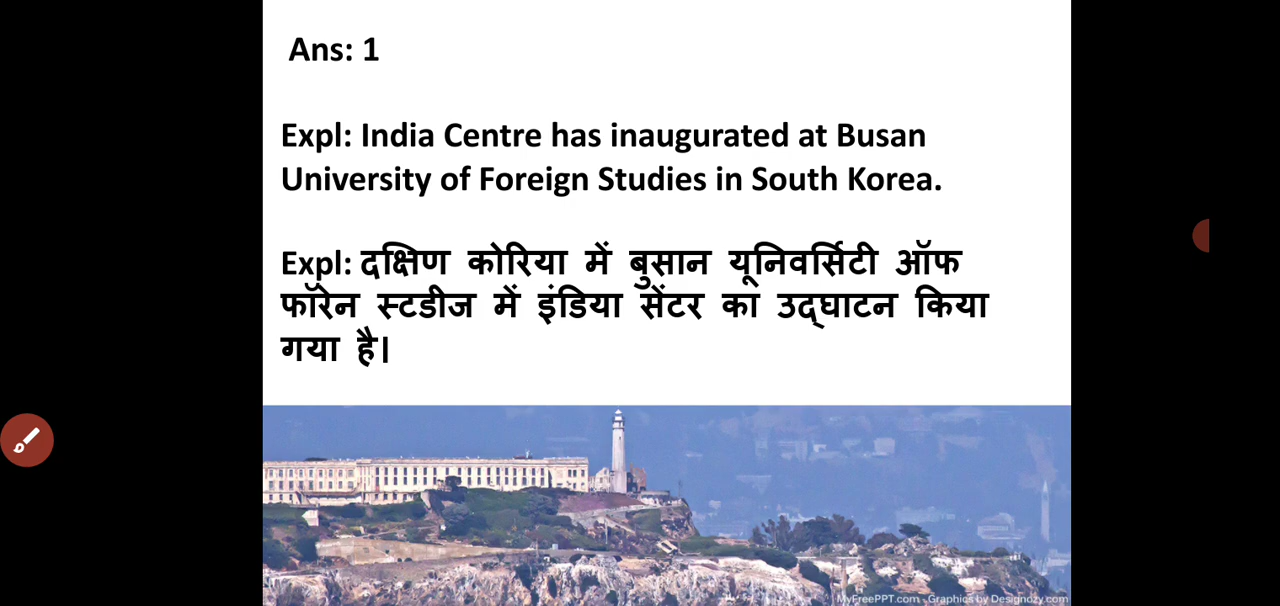 Ans: 1
Expl: India Centre has inaugurated at Busan
University of Foreign Studies in South Korea.
Expl: दक्षिण कोरिया में बुसान यूनिवर्सिटी ऑफ
फॉरेन स्टडीज में इंडिया सेंटर का उद्घाटन किया
गया है।
MyFreePPT.com - Graphics by Designdzy.com